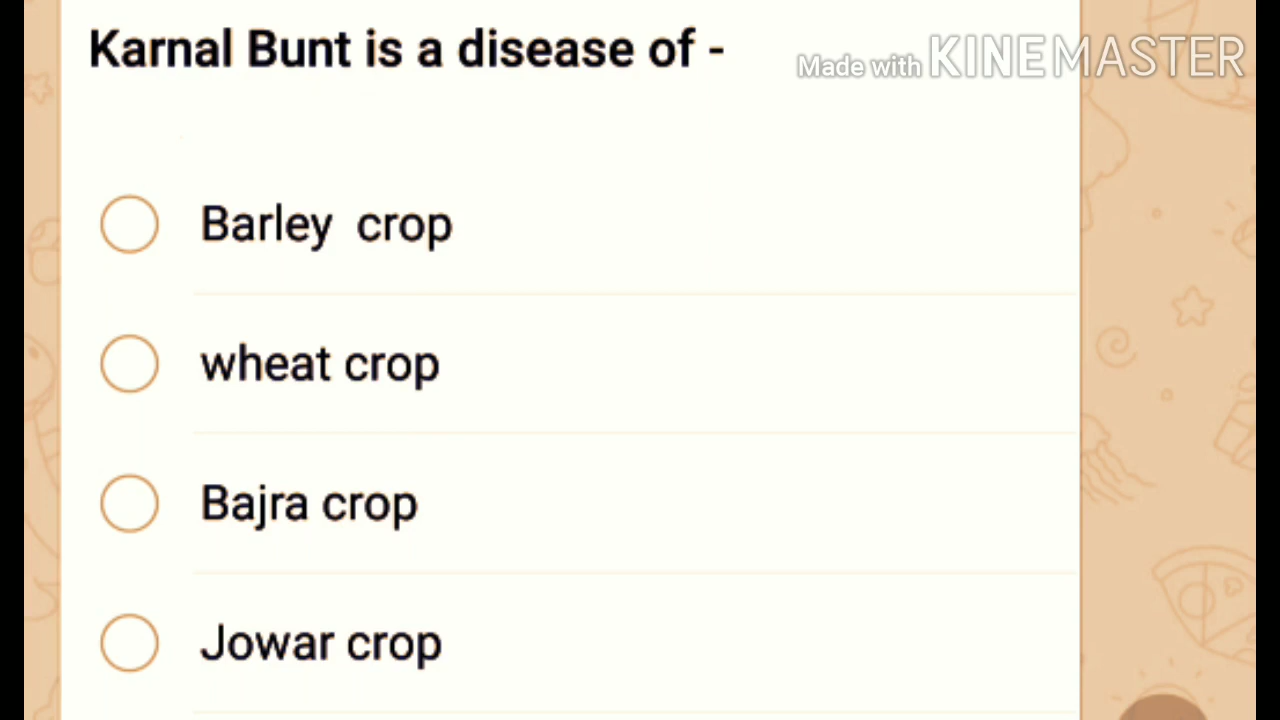 Karnal Bunt is a disease of -
Made with KINEMASTER
Barley crop
wheat crop
Bajra crop
Jowar crop